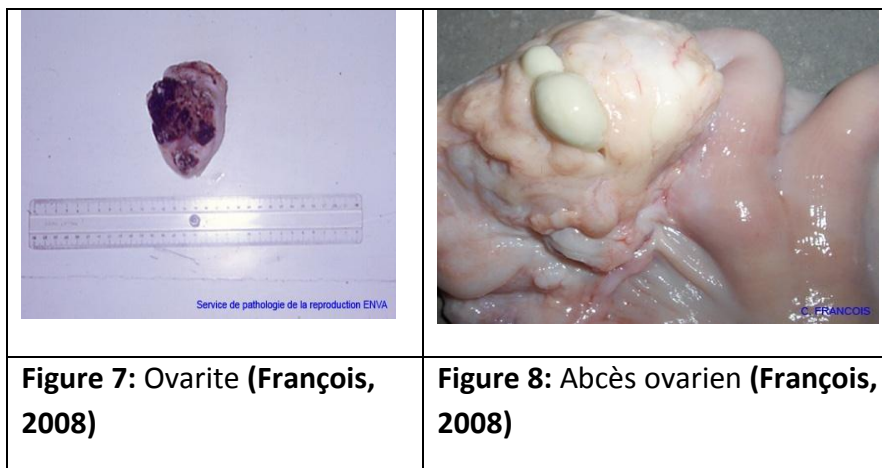 Service de pathologie de la reproduction ENVA
C. FRANCOIS
Figure 7: Ovarite (François,
2008)
Figure 8: Abcès ovarien (François,
2008)